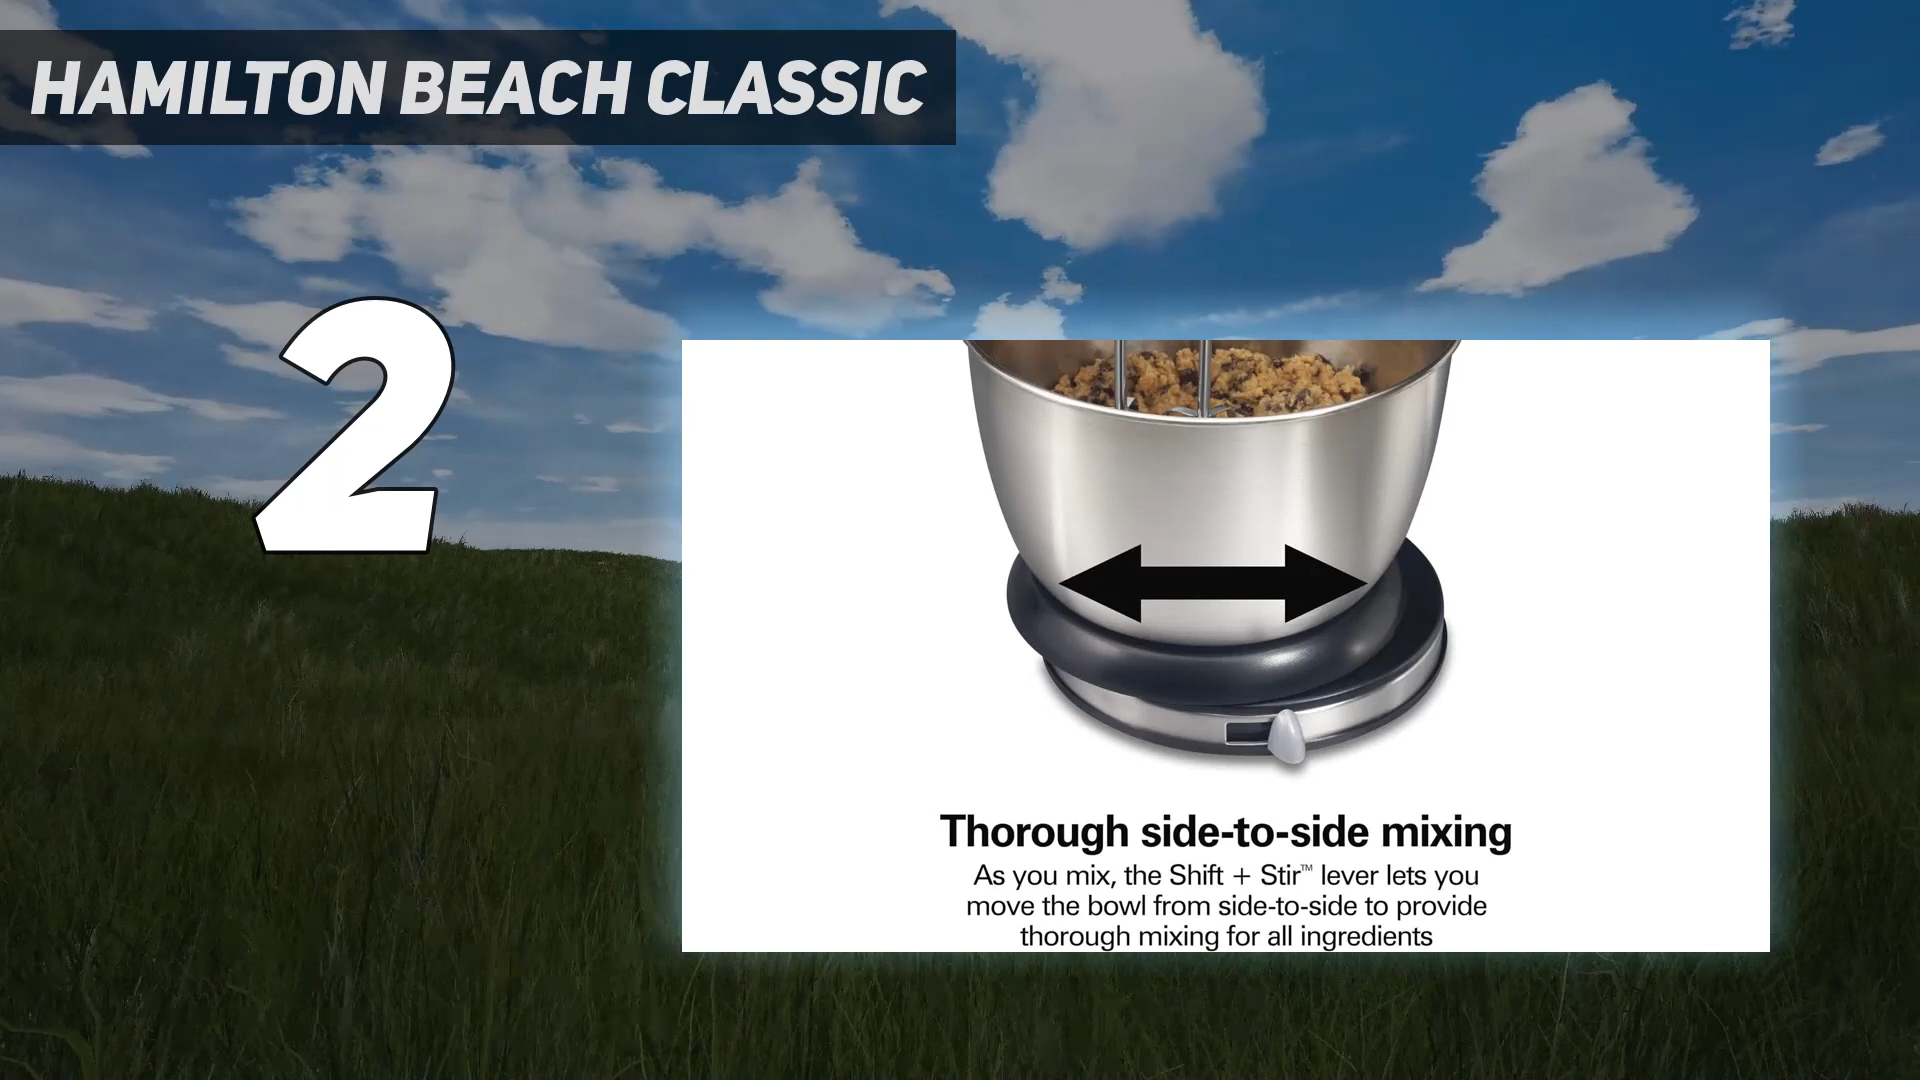 HAMILTON BEACH CLASSIC
2
Thorough side-to-side mixing
As you mix, the Shift + Stir™ lever lets you
move the bowl from side-to-side to provide
thorough mixing for all ingredients